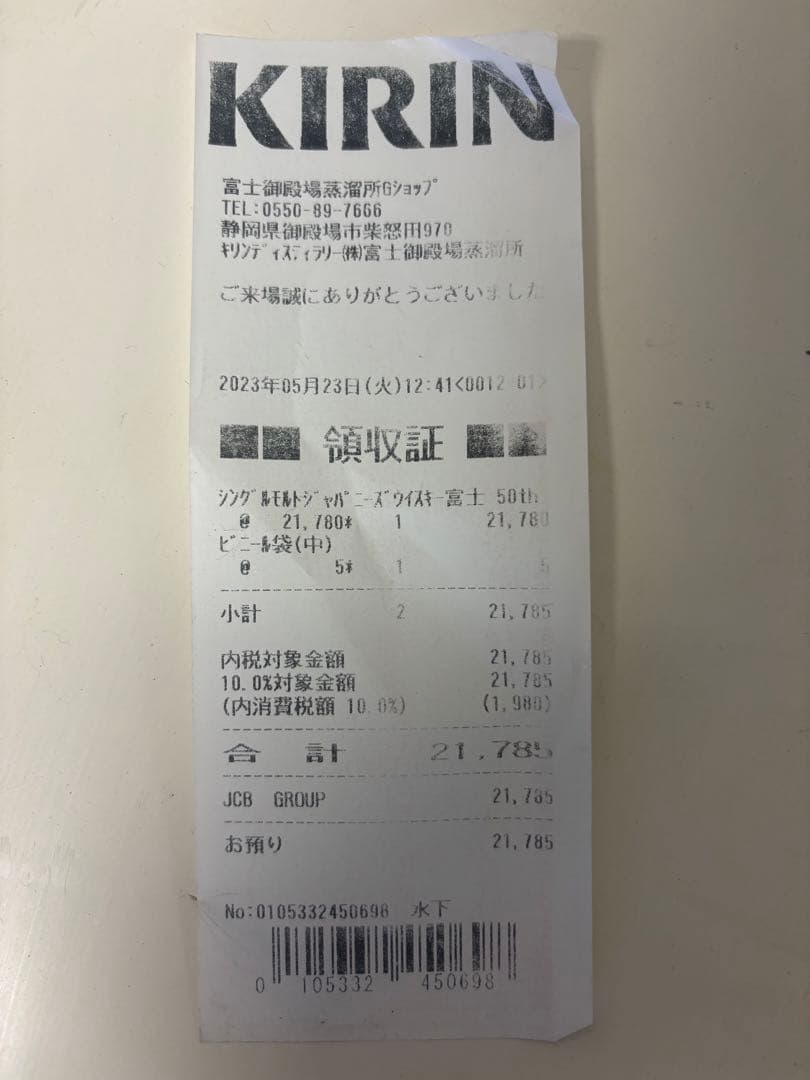 KIRIN
富士御殿場蒸溜所Gｼｮｯﾌﾟ
TEL:0550-89-7666
静岡県御殿場市柴怒田970
ｷﾘﾝﾃﾞｨｽﾃｨﾗﾘｰ㈱富士御殿場蒸溜所
ご来場誠にありがとうございました
2023年05月23日(火)12:41<0012-01>
領収証
ｼﾝｸﾞﾙﾓﾙﾄｼﾞｬﾊﾟﾆｰｽﾞｳｲｽｷｰ富士 50th
@ 21,780* 1 21,780
ﾋﾞﾆｰﾙ袋(中)
@ 5* 1 5
小計 2 21,785
内税対象金額 21,785
10.0%対象金額 21,785
(内消費税額 10.0%) (1,980)
合 計 21,785
JCB GROUP 21,785
お預り 21,785
No:0105332450698 水下
0 105332 450698